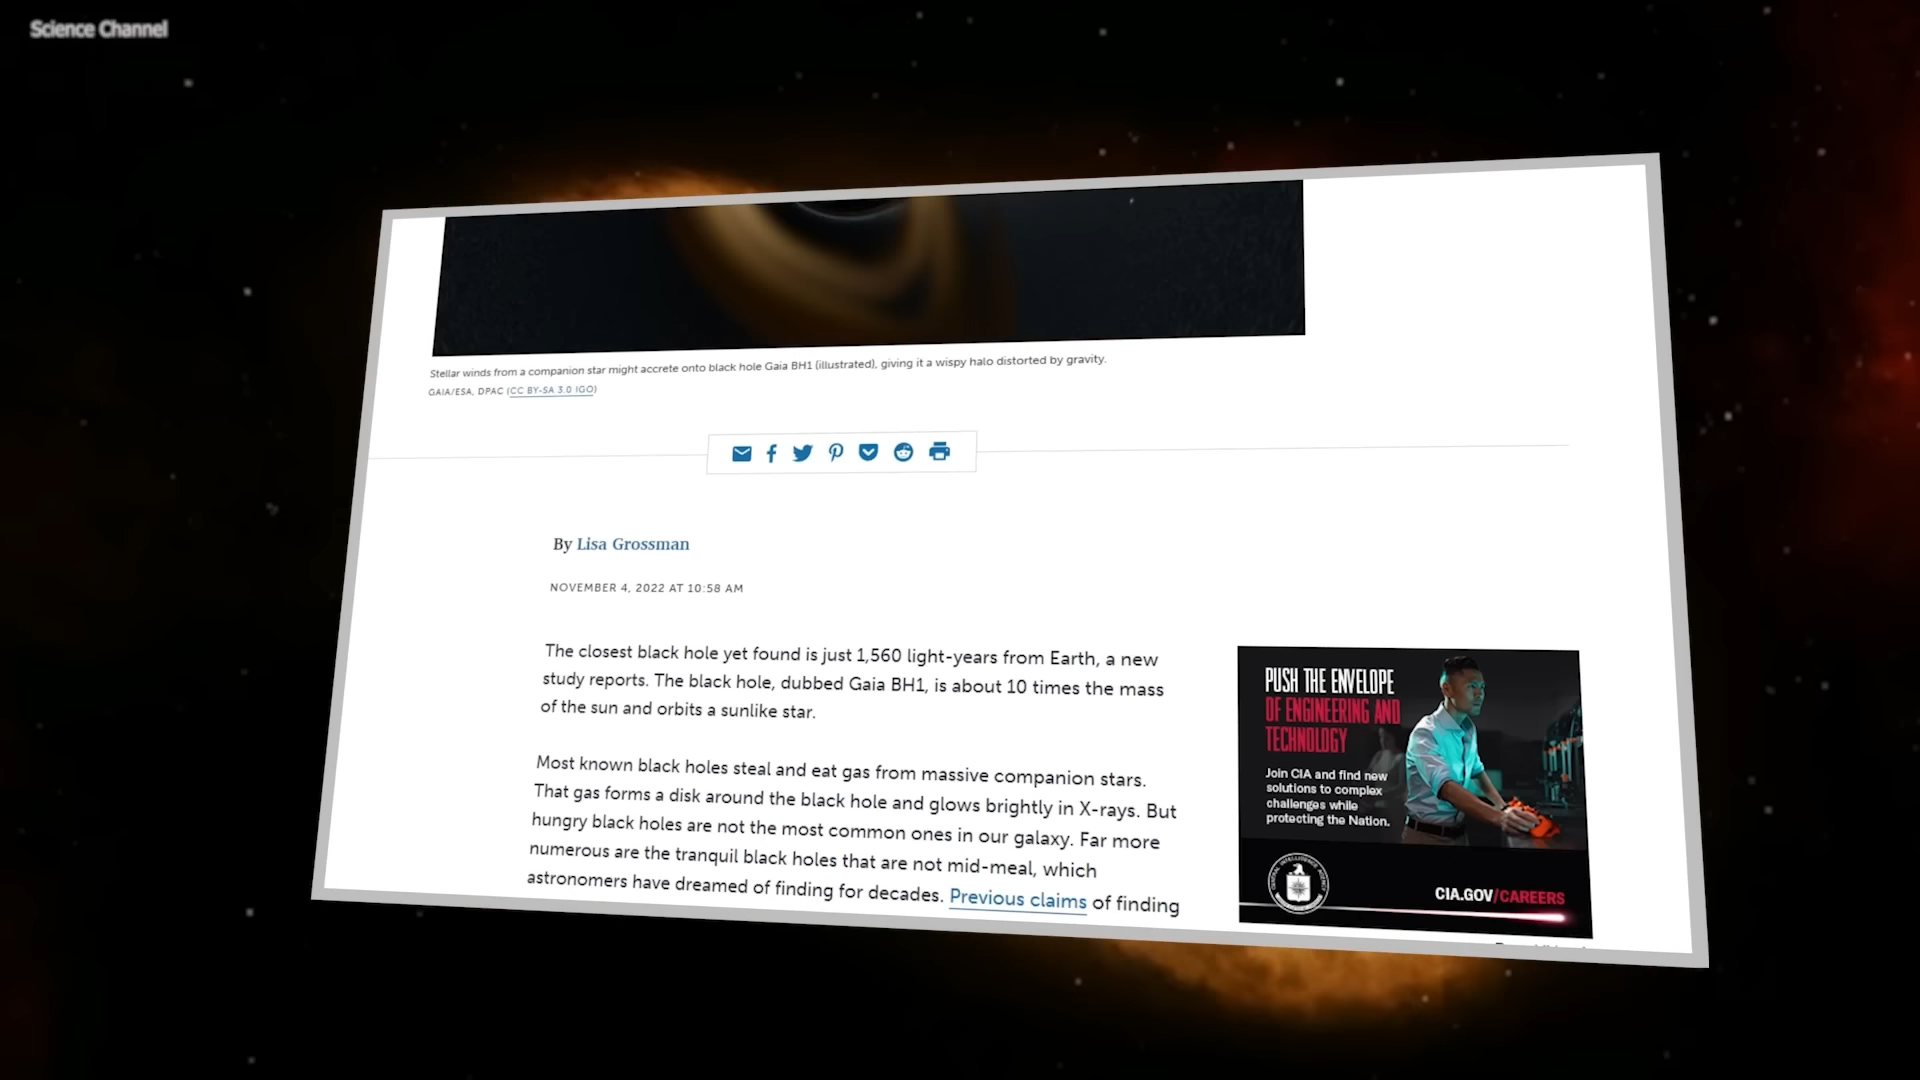 Science Channel
Stellar winds from a companion star might accrete onto black hole Gaia BH1 (illustrated), giving it a wispy halo distorted by gravity.
GAIA/ESA, DPAC (CC BY-SA 3.0 IGO)
By Lisa Grossman
NOVEMBER 4, 2022 AT 10:58 AM
The closest black hole yet found is just 1,560 light-years from Earth, a new
study reports. The black hole, dubbed Gaia BH1, is about 10 times the mass
of the sun and orbits a sunlike star.
Most known black holes steal and eat gas from massive companion stars.
That gas forms a disk around the black hole and glows brightly in X-rays. But
hungry black holes are not the most common ones in our galaxy. Far more
numerous are the tranquil black holes that are not mid-meal, which
astronomers have dreamed of finding for decades. Previous claims of finding
PUSH THE ENVELOPE
OF ENGINEERING AND
TECHNOLOGY
Join CIA and find new
solutions to complex
challenges while
protecting the Nation.
CIA.GOV/CAREERS